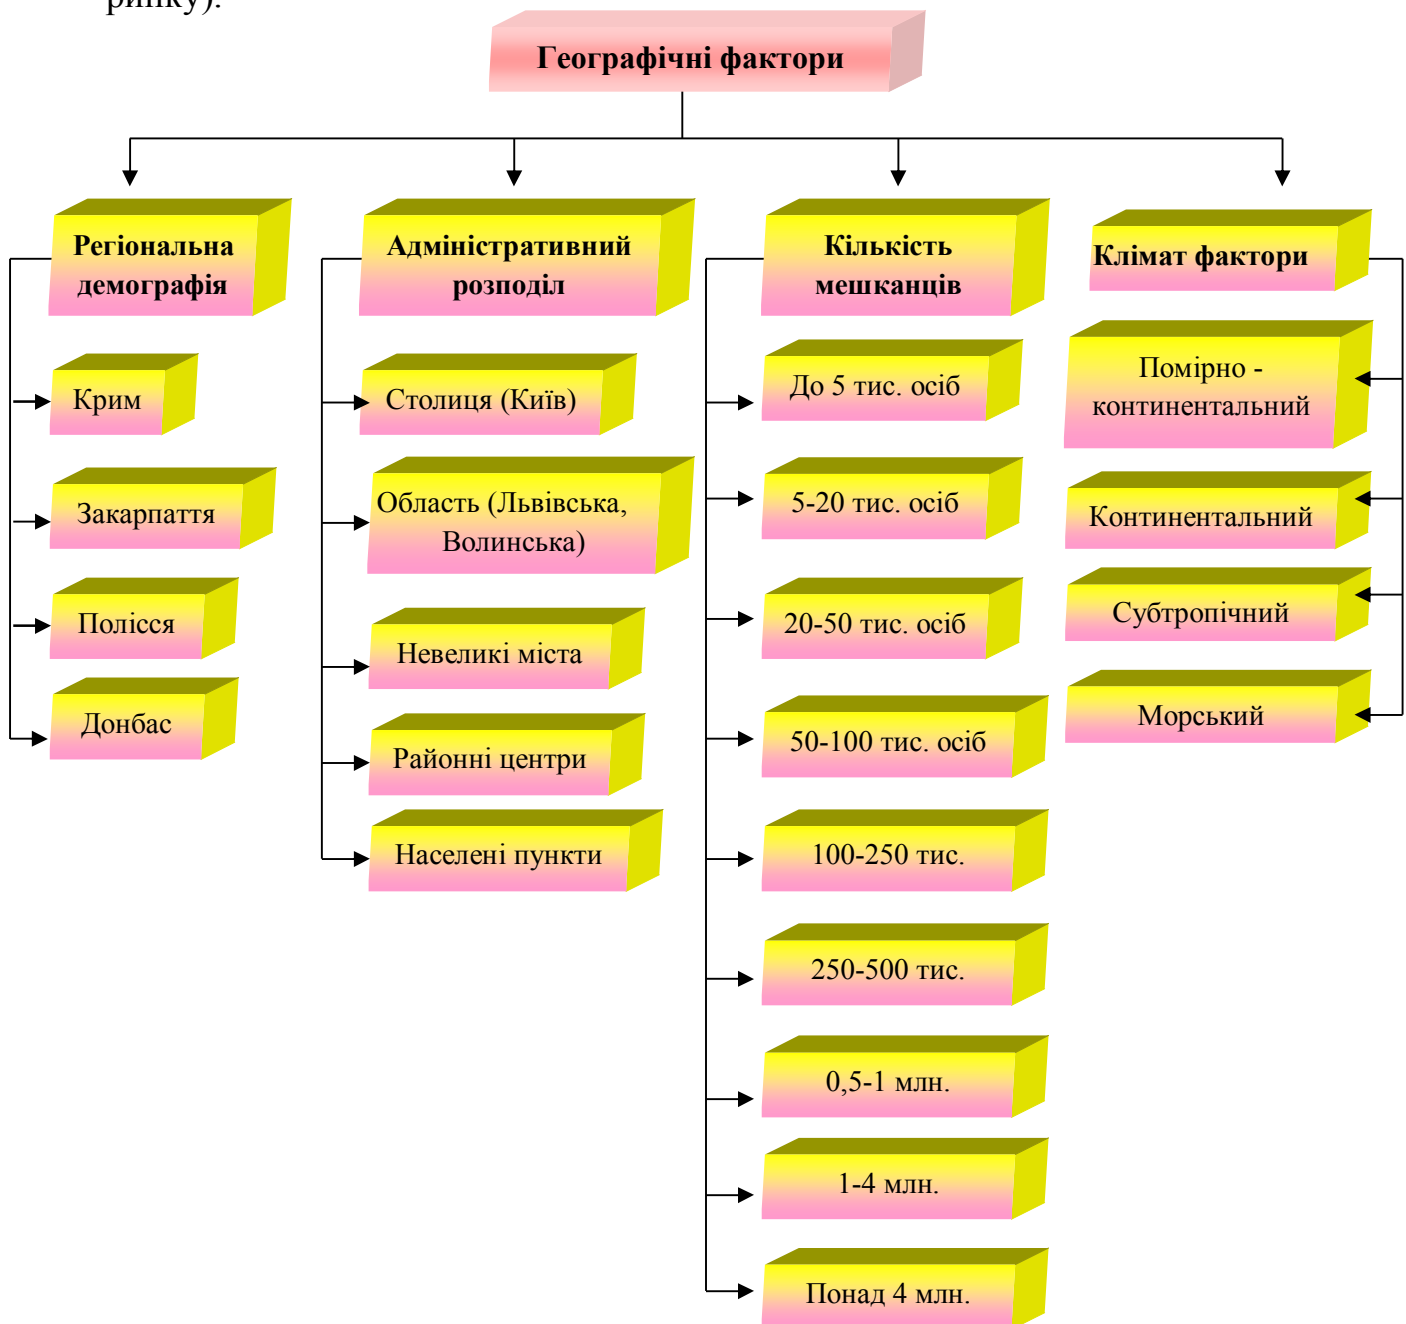 ринку).
Географічні фактори
Регіональна
демографія
Крим
Закарпаття
Полісся
Донбас
Адміністративний
розподіл
Столиця (Київ)
Область (Львівська,
Волинська)
Невеликі міста
Районні центри
Населені пункти
Кількість
мешканців
До 5 тис. осіб
5-20 тис. осіб
20-50 тис. осіб
50-100 тис. осіб
100-250 тис.
250-500 тис.
0,5-1 млн.
1-4 млн.
Понад 4 млн.
Клімат фактори
Помірно -
континентальний
Континентальний
Субтропічний
Морський